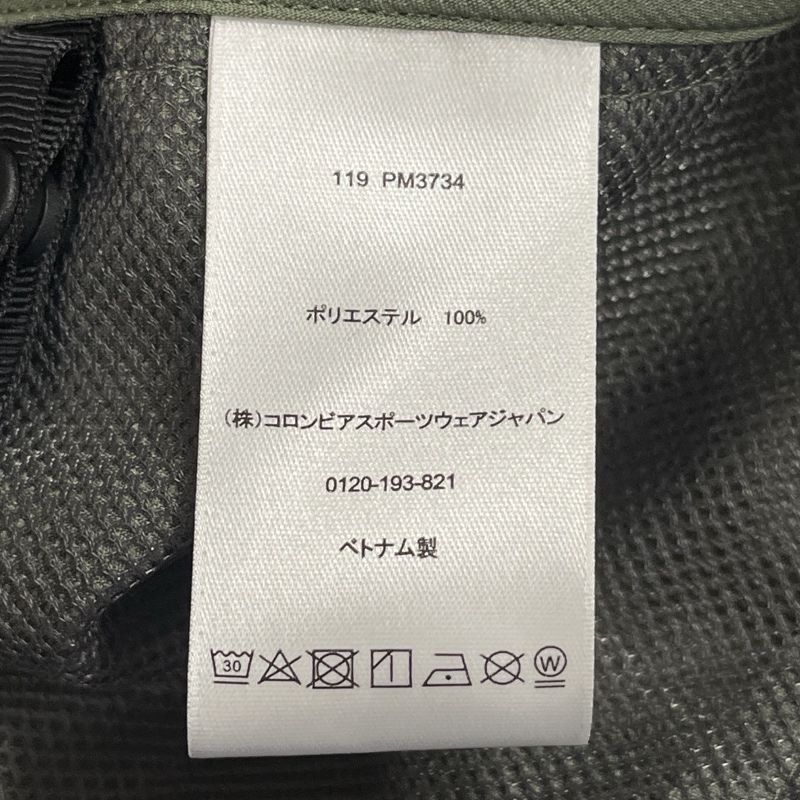 119 PM3734
ポリエステル 100%
(株)コロンビアスポーツウェアジャパン
0120-193-821
ベトナム製
30 W